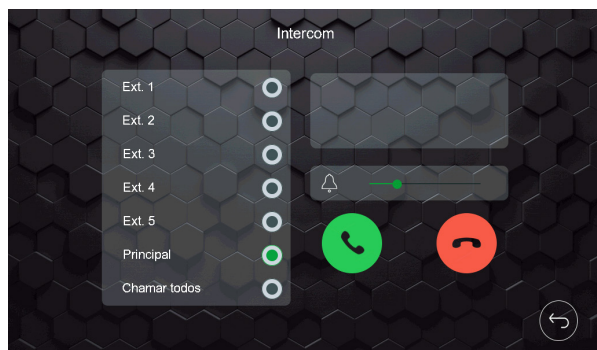 Intercom
Ext. 1
Ext. 2
Ext. 3
Ext. 4
Ext. 5
Principal
Chamar todos